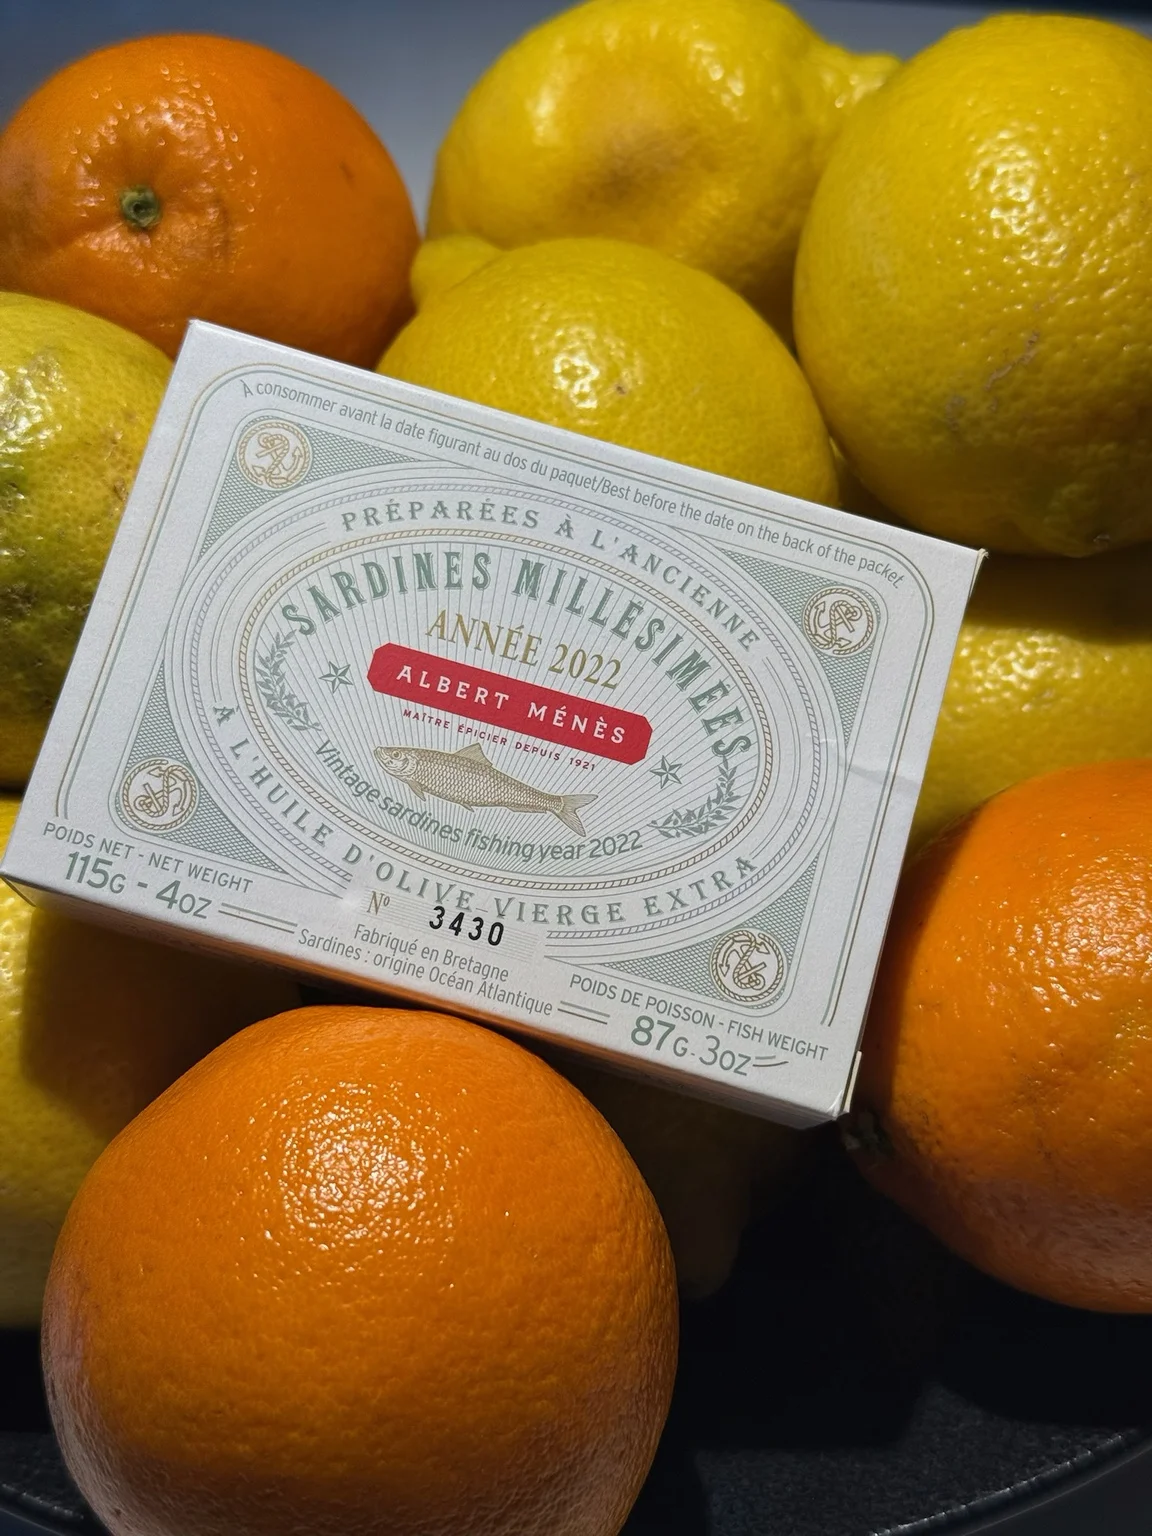 À consommer avant la date figurant au dos du paquet/Best before the date on the back of the packet
PRÉPARÉES À L'ANCIENNE
SARDINES MILLÉSIMÉES
ANNÉE 2022
ALBERT MÉNÈS
MAÎTRE ÉPICIER DEPUIS 1921
Vintage sardines fishing year 2022
À L'HUILE D'OLIVE VIERGE EXTRA
POIDS NET - NET WEIGHT
115G - 4OZ
Nº 3430
Fabriqué en Bretagne
Sardines : origine Océan Atlantique
POIDS DE POISSON - FISH WEIGHT
87G - 3OZ